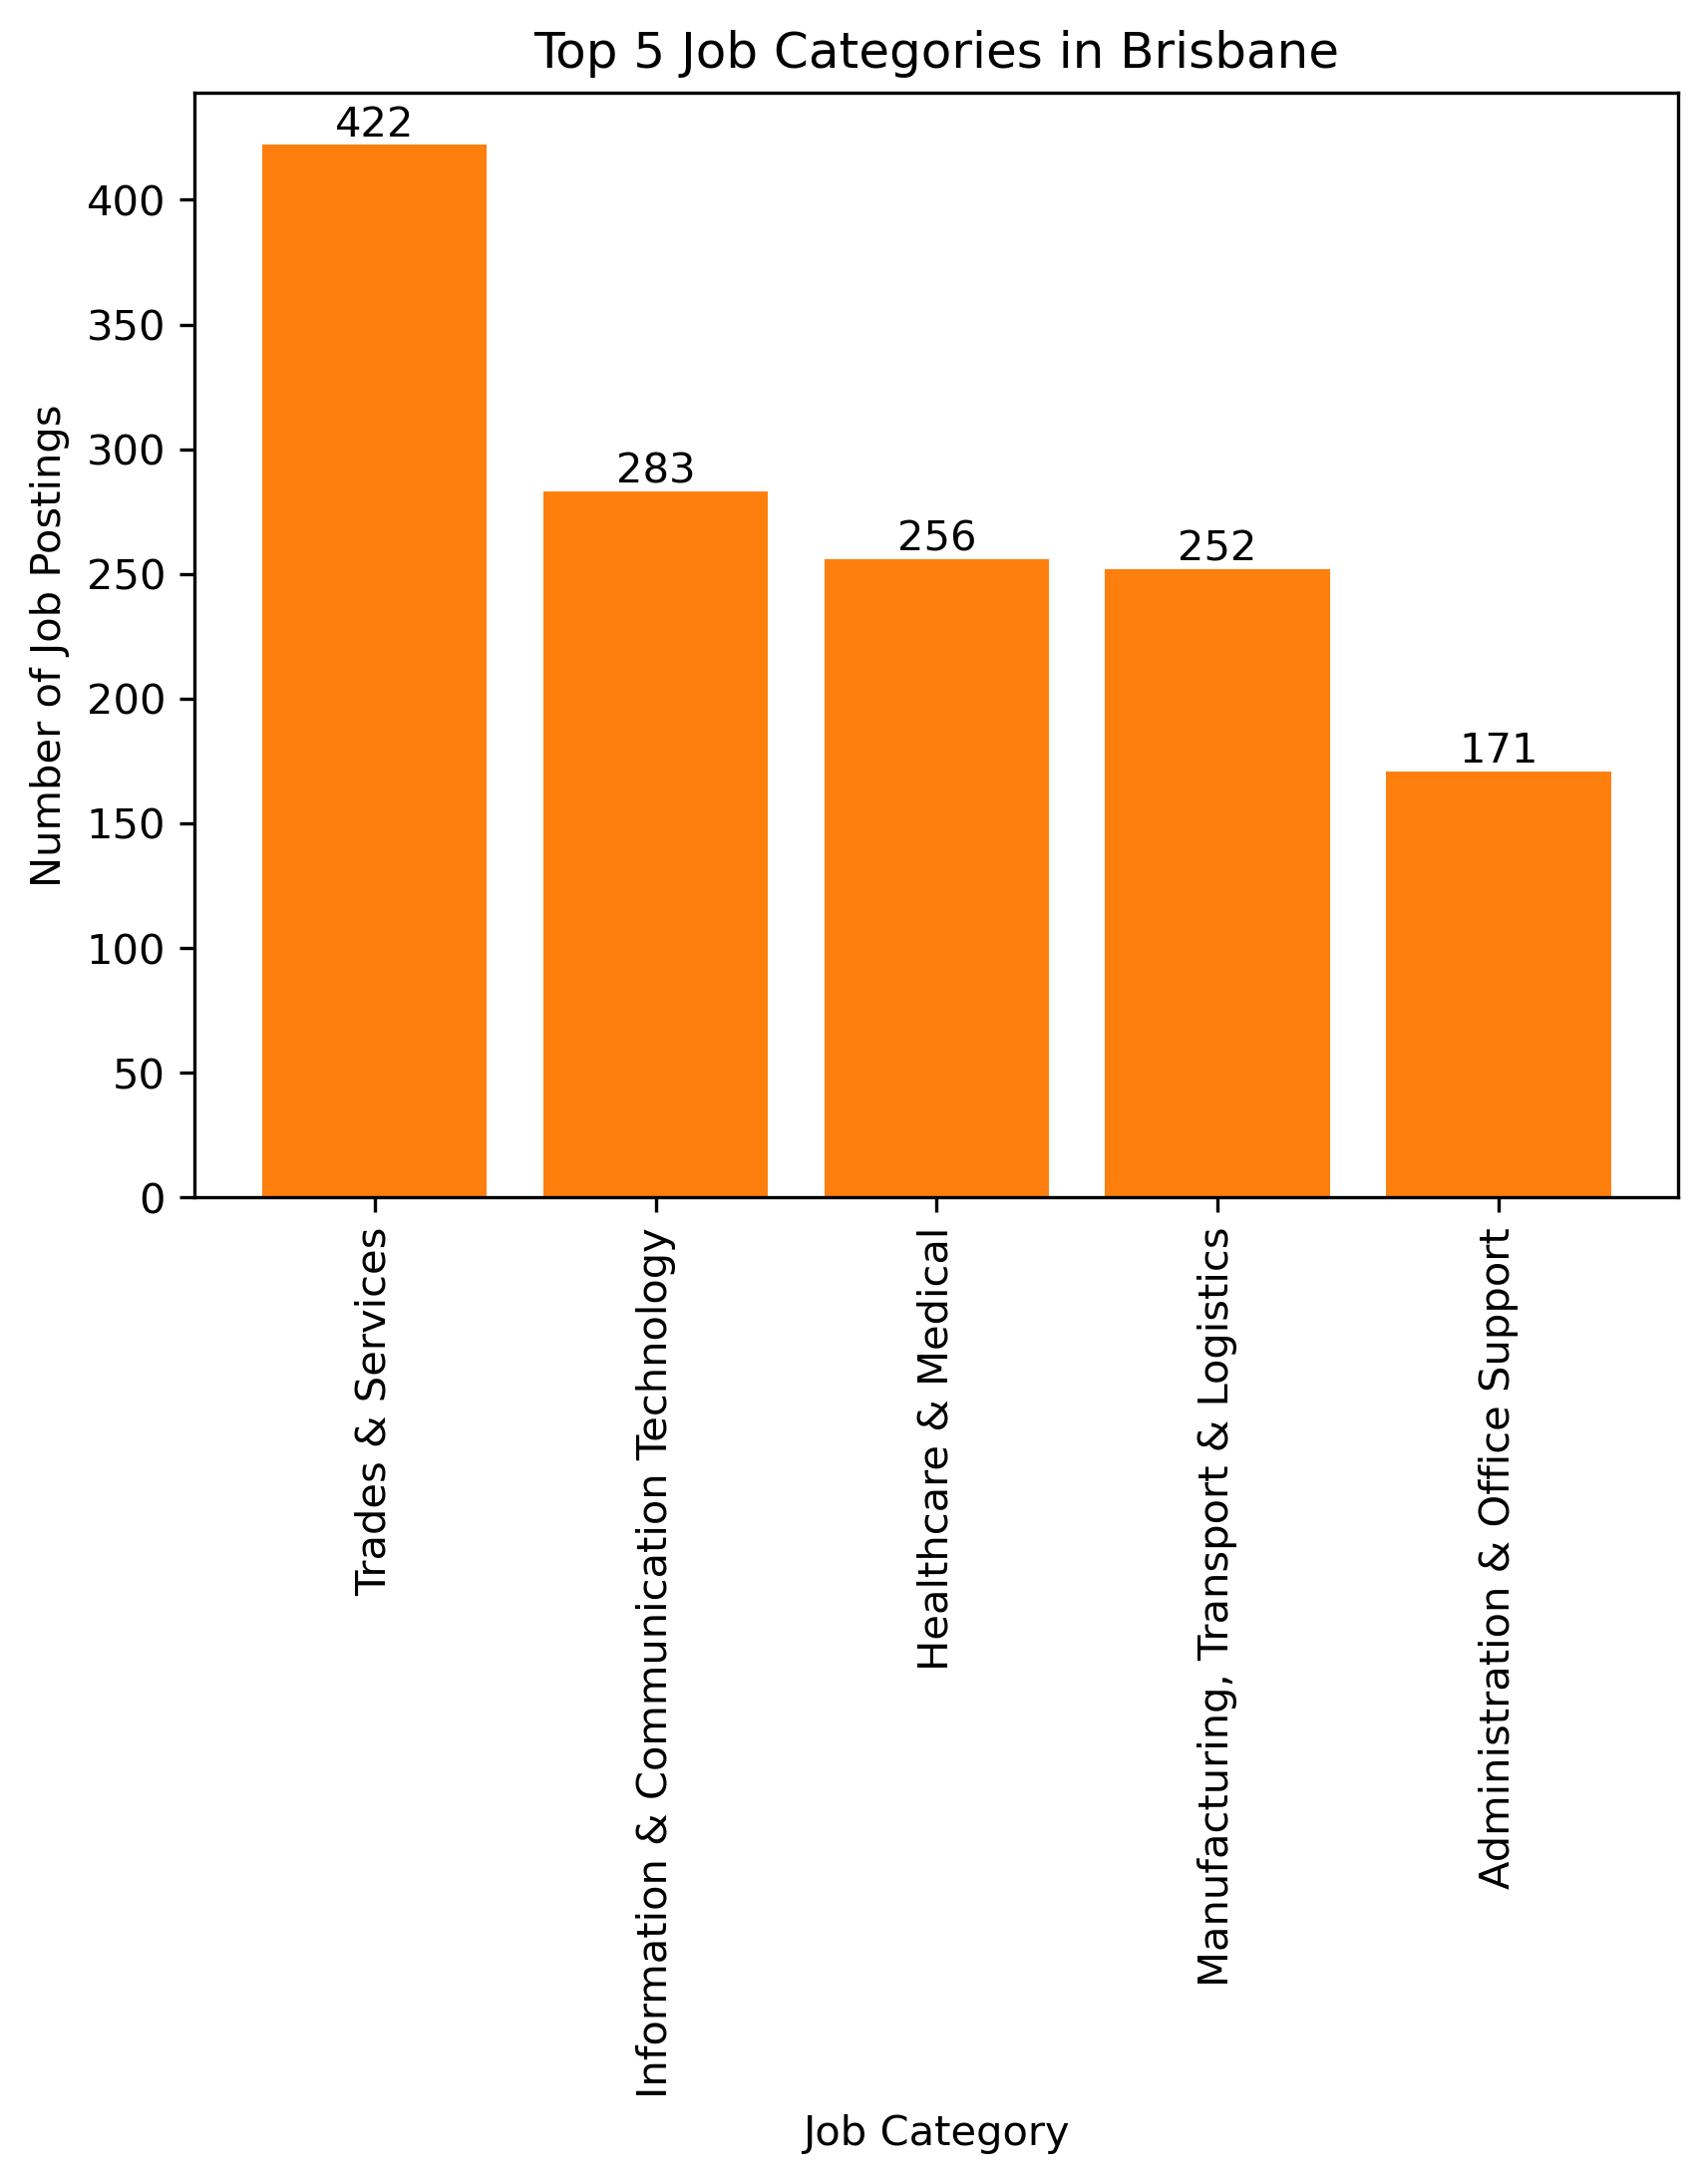 Top 5 Job Categories in Brisbane
422
283
256
252
171
400
350
300
250
200
150
100
50
0
Number of Job Postings
Trades & Services
Information & Communication Technology
Healthcare & Medical
Manufacturing, Transport & Logistics
Administration & Office Support
Job Category